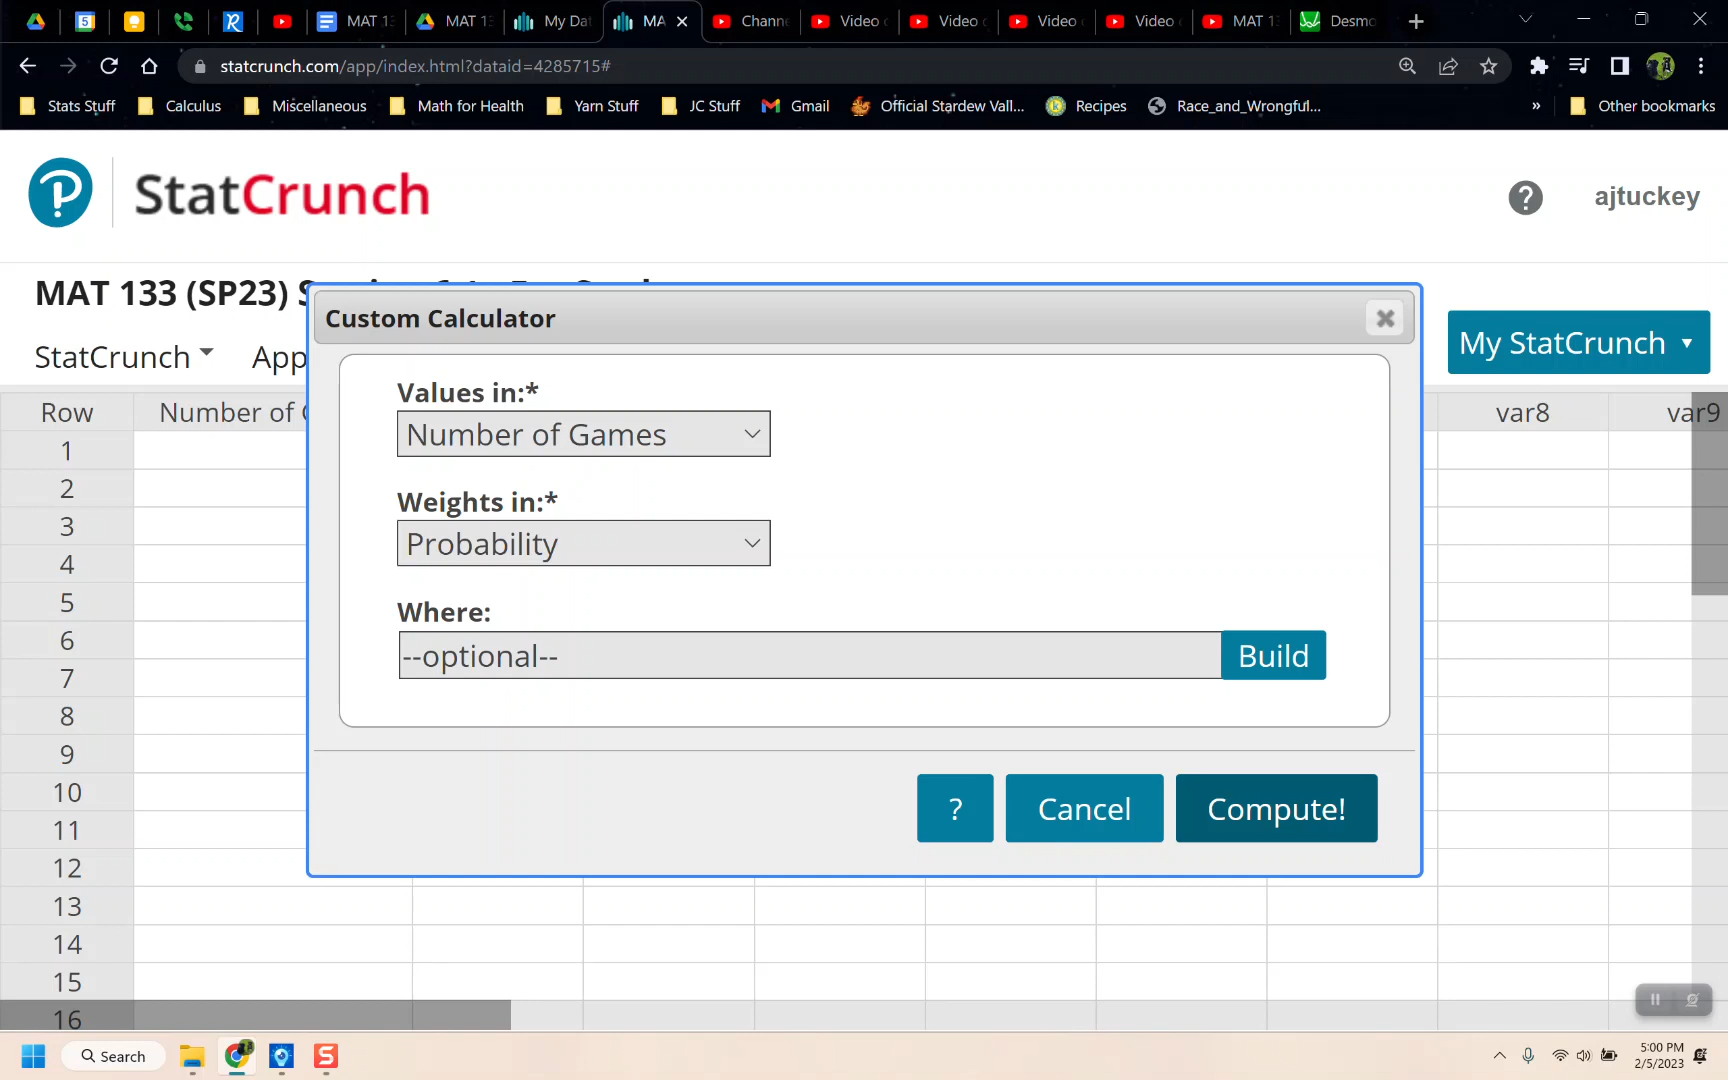 MAT 13
MAT 13
My Dat
MA
Channe
Video
Video
Video
Video
MAT 13
Desmo
statcrunch.com/app/index.html?dataid=4285715#
Stats Stuff
Calculus
Miscellaneous
Math for Health
Yarn Stuff
JC Stuff
Gmail
Official Stardew Vall...
Recipes
Race_and_Wrongful...
»
Other bookmarks
StatCrunch
?
ajtuckey
MAT 133 (SP23) S
Custom Calculator
StatCrunch
App
My StatCrunch
Values in:*
Number of Games
Weights in:*
Probability
Where:
--optional--
Build
?
Cancel
Compute!
Row
Number of
var8
var9
1
2
3
4
5
6
7
8
9
10
11
12
13
14
15
16
Search
5:00 PM
2/5/2023